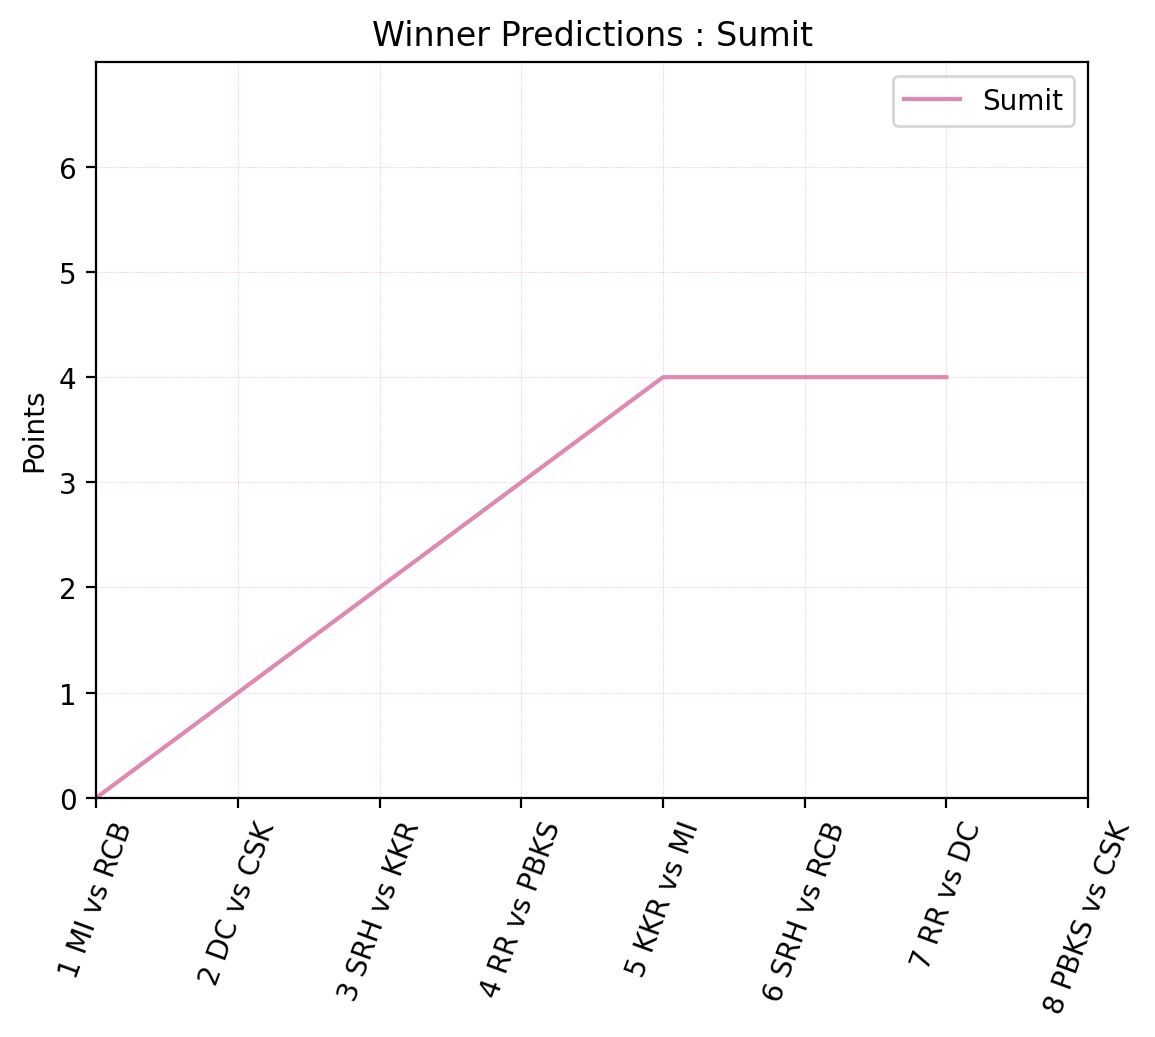 Winner Predictions : Sumit
Sumit
Points
6
5
4
3
2
1
0
1 MI vs RCB
2 DC vs CSK
3 SRH vs KKR
4 RR vs PBKS
5 KKR vs MI
6 SRH vs RCB
7 RR vs DC
8 PBKS vs CSK